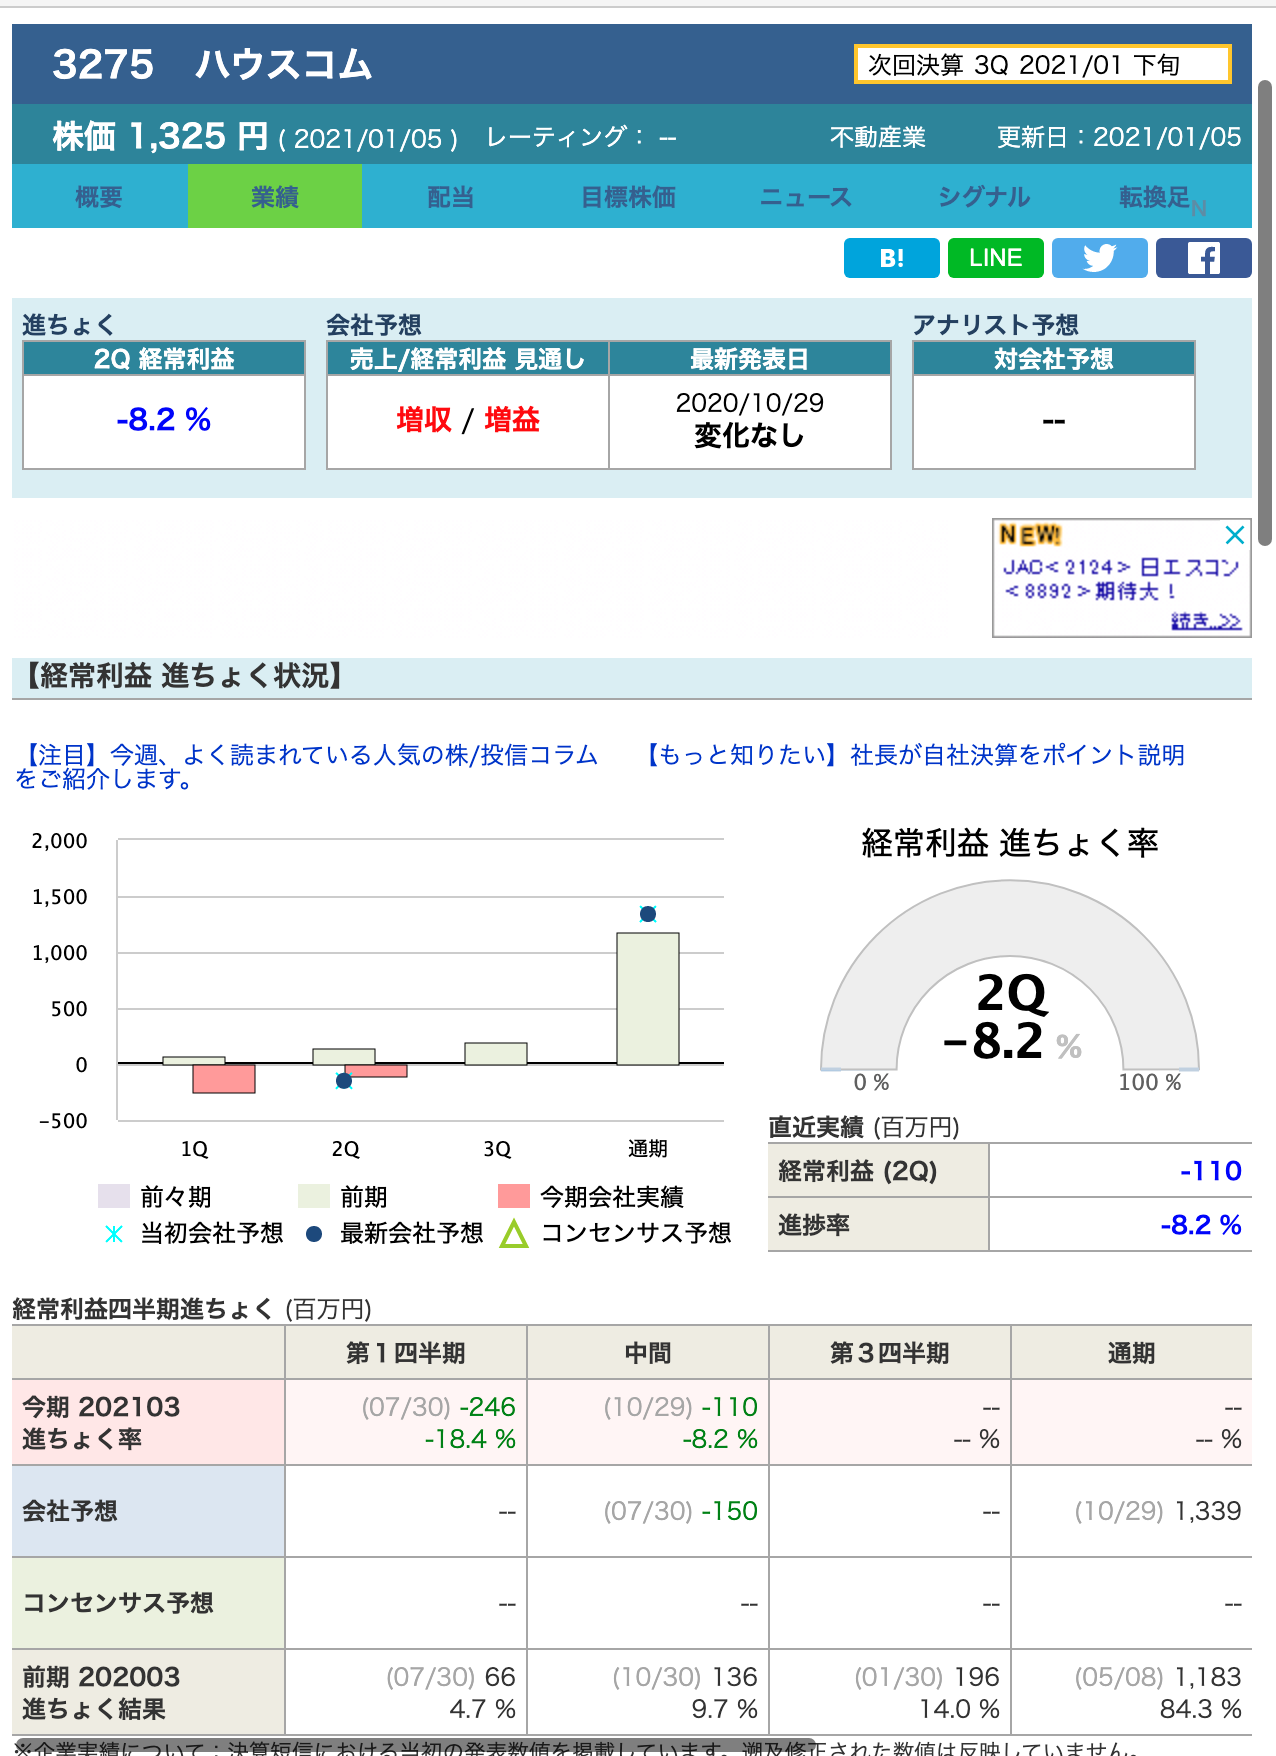 3275　ハウスコム
次回決算 3Q 2021/01 下旬
株価 1,325 円 ( 2021/01/05 )　レーティング： --　不動産業　更新日：2021/01/05
概要　業績　配当　目標株価　ニュース　シグナル　転換足N
B!　LINE
進ちょく　会社予想　アナリスト予想
2Q 経常利益　売上/経常利益 見通し　最新発表日　対会社予想
-8.2 %　増収 / 増益　2020/10/29　--
変化なし
NEW!
JAC<2124> 日エスコン
<8892>期待大！
続き..>>
【経常利益 進ちょく状況】
【注目】今週、よく読まれている人気の株/投信コラム
をご紹介します。
【もっと知りたい】社長が自社決算をポイント説明
2,000
1,500
1,000
500
0
-500
1Q　2Q　3Q　通期
前々期　前期　今期会社実績
当初会社予想　最新会社予想　コンセンサス予想
経常利益 進ちょく率
2Q
-8.2 %
0 %　100 %
直近実績 (百万円)
経常利益 (2Q)　-110
進捗率　-8.2 %
経常利益四半期進ちょく (百万円)
第１四半期　中間　第３四半期　通期
今期 202103　(07/30) -246　(10/29) -110　--　--
進ちょく率　-18.4 %　-8.2 %　-- %　-- %
会社予想　--　(07/30) -150　--　(10/29) 1,339
コンセンサス予想　--　--　--　--
前期 202003　(07/30) 66　(10/30) 136　(01/30) 196　(05/08) 1,183
進ちょく結果　4.7 %　9.7 %　14.0 %　84.3 %
※企業実績について：決算短信における当初の発表数値を掲載しています。遡及修正された数値は反映していません。